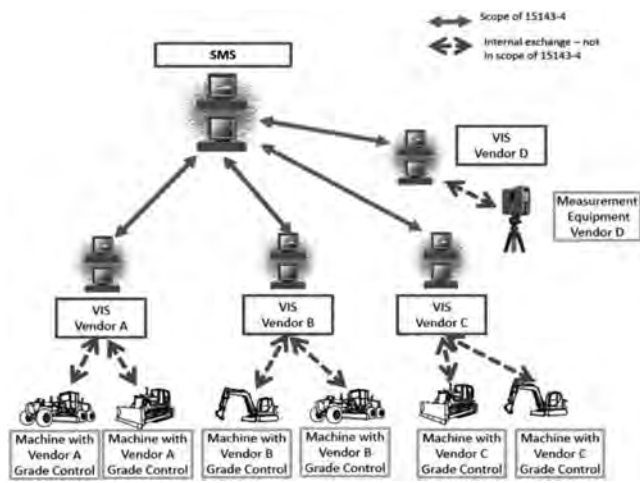 Scope of 15143-4
Internal exchange – not
In scope of 15143-4
SMS
VIS
Vendor D
Measurement
Equipment
Vendor D
VIS
Vendor A
VIS
Vendor B
VIS
Vendor C
Machine with
Vendor A
Grade Control
Machine with
Vendor A
Grade Control
Machine with
Vendor B
Grade Control
Machine with
Vendor B
Grade Control
Machine with
Vendor C
Grade Control
Machine with
Vendor C
Grade Control